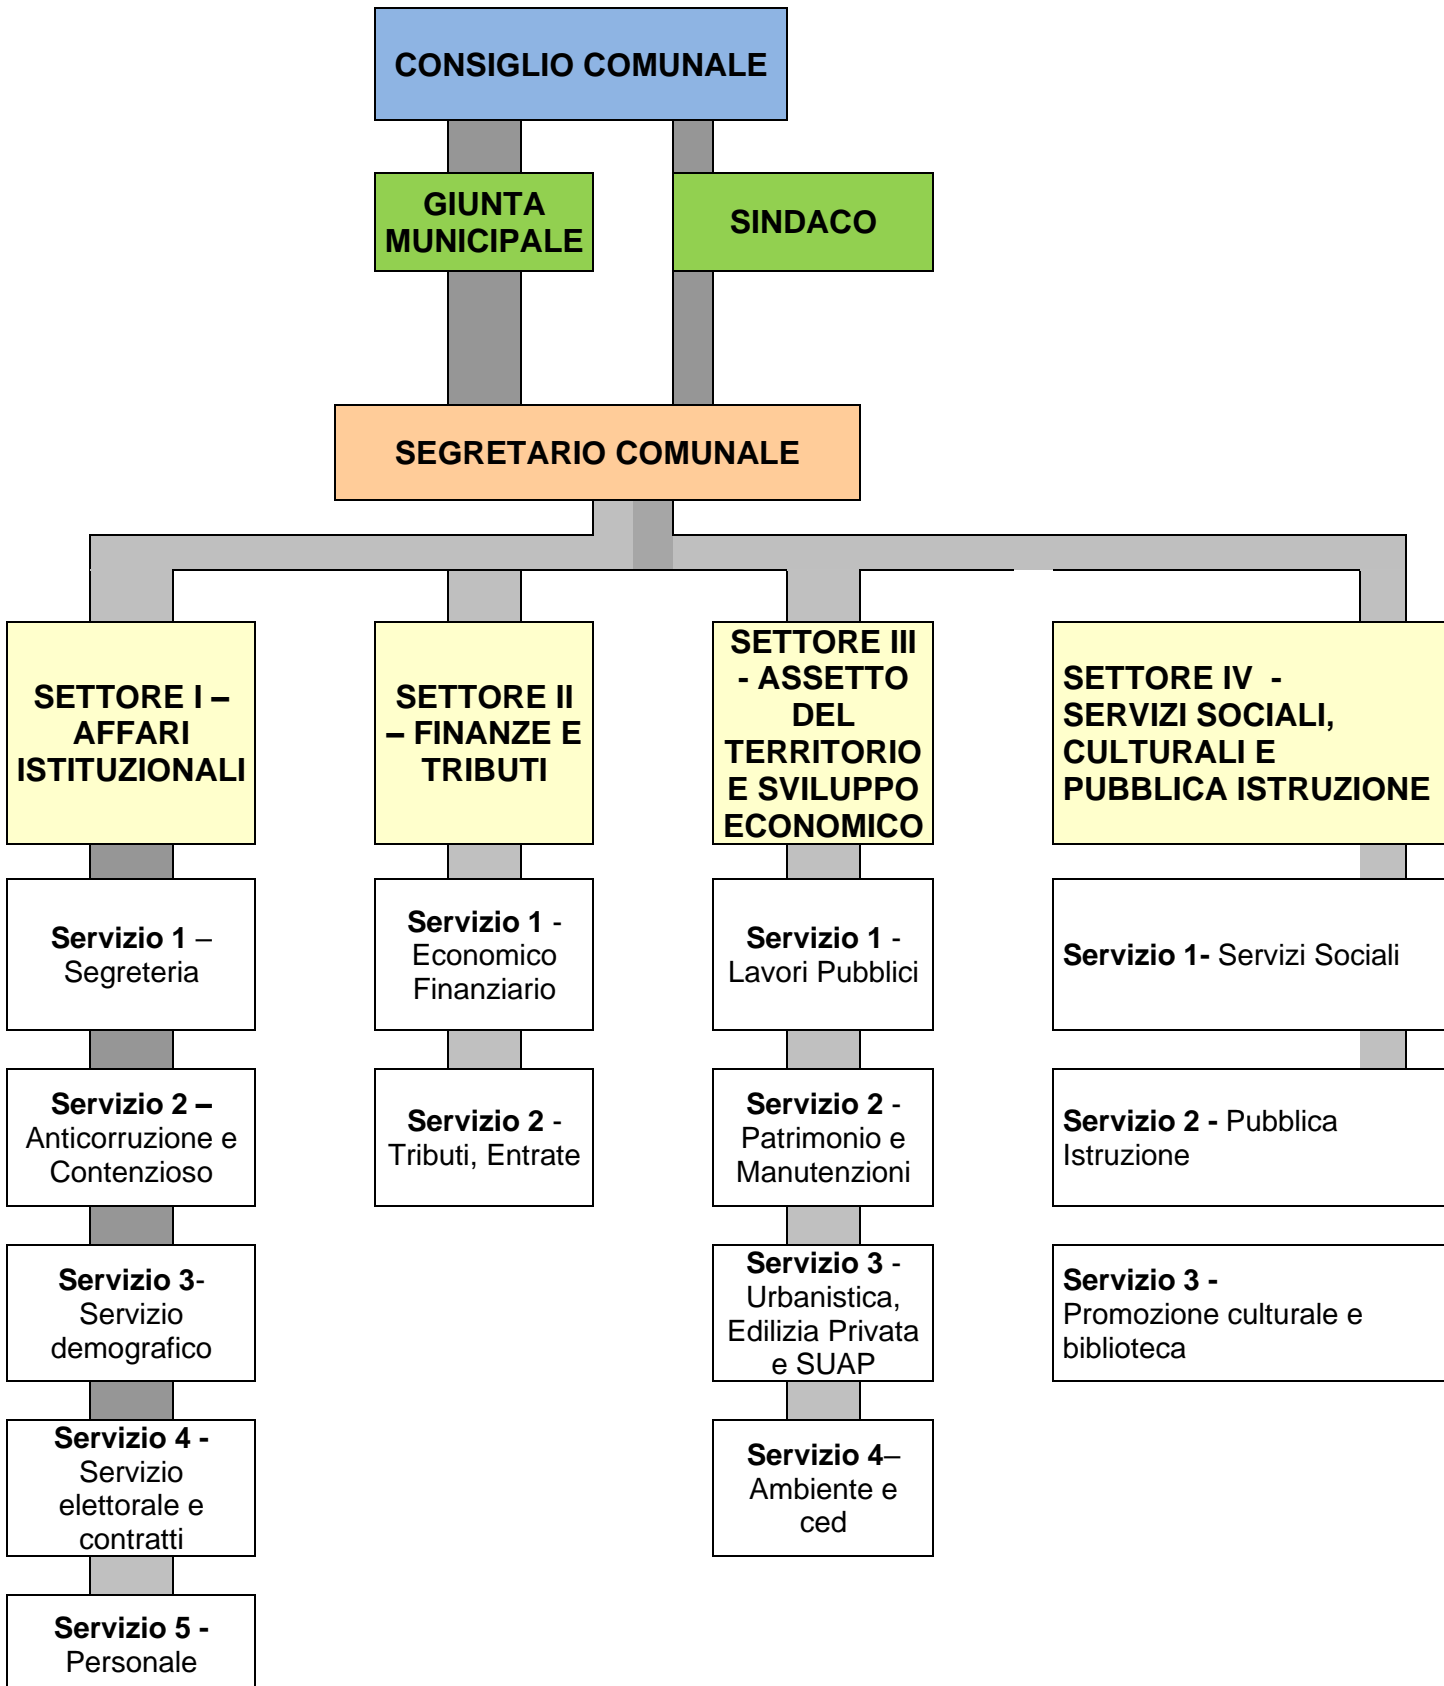 CONSIGLIO COMUNALE
GIUNTA
MUNICIPALE
SINDACO
SEGRETARIO COMUNALE
SETTORE I –
AFFARI
ISTITUZIONALI
SETTORE II
– FINANZE E
TRIBUTI
SETTORE III
- ASSETTO
DEL
TERRITORIO
E SVILUPPO
ECONOMICO
SETTORE IV -
SERVIZI SOCIALI,
CULTURALI E
PUBBLICA ISTRUZIONE
Servizio 1 –
Segreteria
Servizio 1 -
Economico
Finanziario
Servizio 1 -
Lavori Pubblici
Servizio 1- Servizi Sociali
Servizio 2 –
Anticorruzione e
Contenzioso
Servizio 2 -
Tributi, Entrate
Servizio 2 -
Patrimonio e
Manutenzioni
Servizio 2 - Pubblica
Istruzione
Servizio 3-
Servizio
demografico
Servizio 3 -
Urbanistica,
Edilizia Privata
e SUAP
Servizio 3 -
Promozione culturale e
biblioteca
Servizio 4 -
Servizio
elettorale e
contratti
Servizio 4–
Ambiente e
ced
Servizio 5 -
Personale